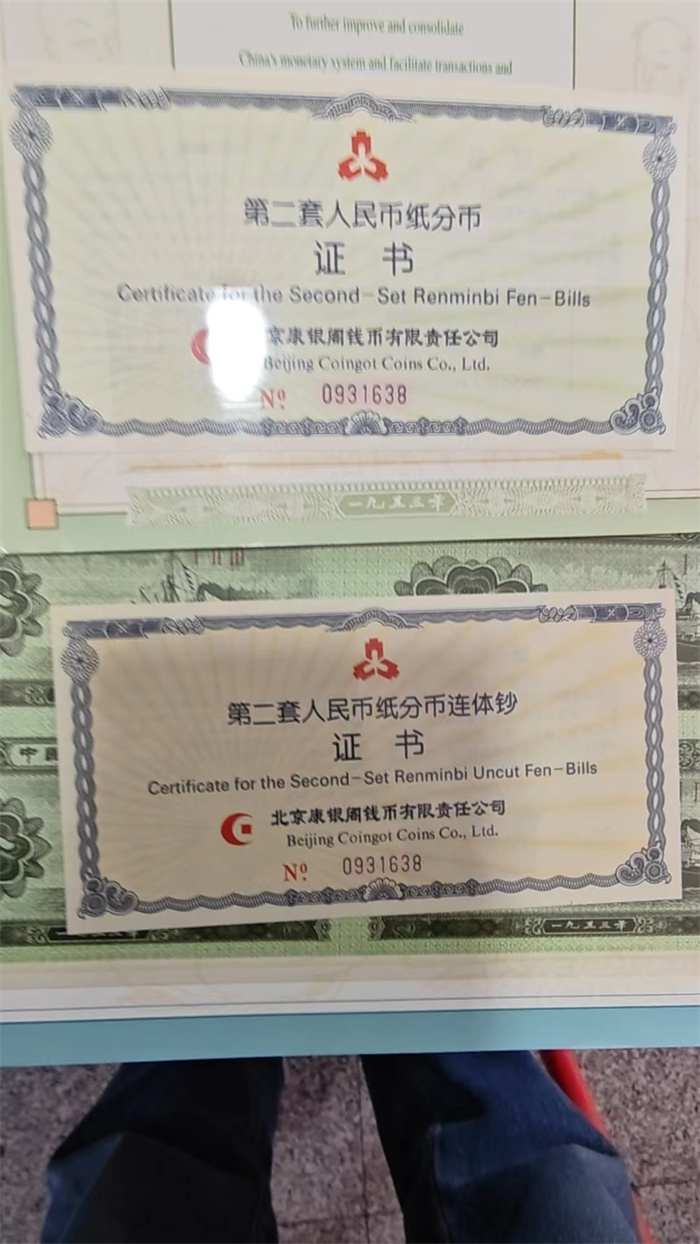 To further improve and consolidate
China's monetary system and facilitate transactions and
第二套人民币纸分币
证 书
Certificate for the Second-Set Renminbi Fen-Bills
京康银阁钱币有限责任公司
Beijing Coingot Coins Co., Ltd.
Nº 0931638
一九五三年
第二套人民币纸分币连体钞
证 书
Certificate for the Second-Set Renminbi Uncut Fen-Bills
北京康银阁钱币有限责任公司
Beijing Coingot Coins Co., Ltd.
Nº 0931638
中國
一九五三年